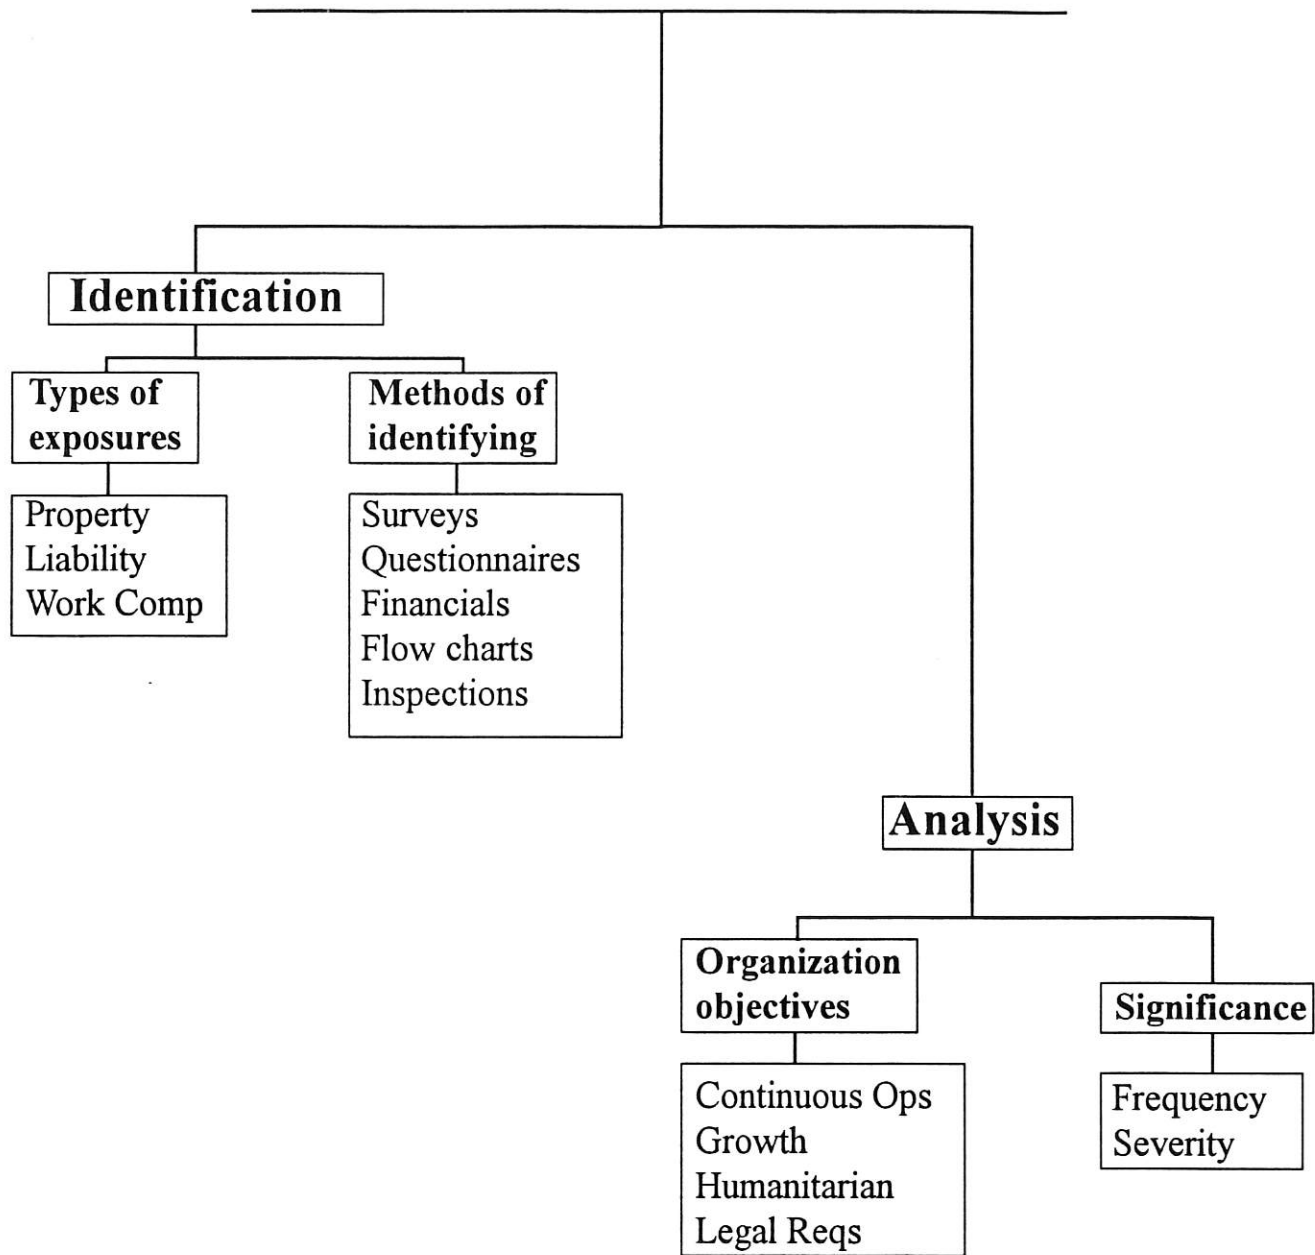 Identification
Types of
exposures
Property
Liability
Work Comp
Methods of
identifying
Surveys
Questionnaires
Financials
Flow charts
Inspections
Analysis
Organization
objectives
Continuous Ops
Growth
Humanitarian
Legal Reqs
Significance
Frequency
Severity